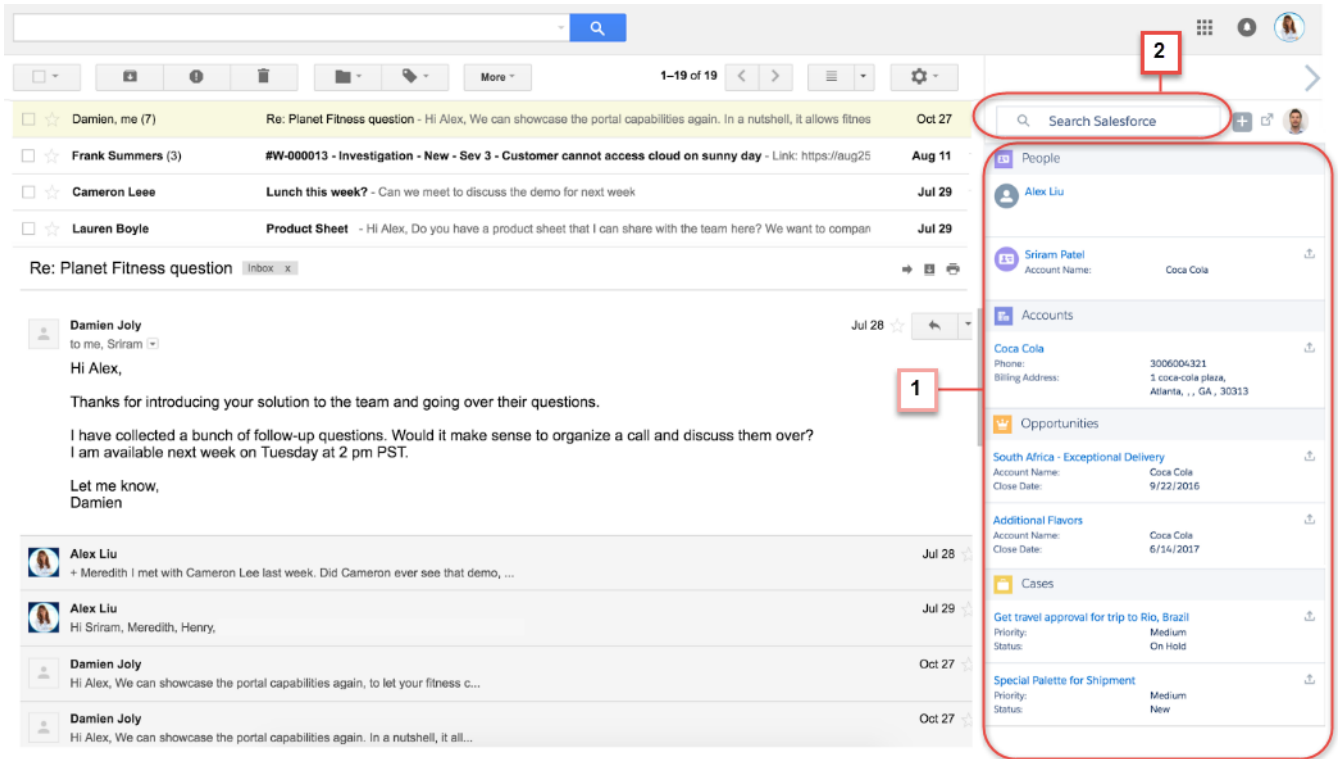 2
More
1–19 of 19
Search Salesforce
Damien, me (7) Re: Planet Fitness question - Hi Alex, We can showcase the portal capabilities again. In a nutshell, it allows fitnes Oct 27
Frank Summers (3) #W-000013 - Investigation - New - Sev 3 - Customer cannot access cloud on sunny day - Link: https://aug25 Aug 11
Cameron Leee Lunch this week? - Can we meet to discuss the demo for next week Jul 29
Lauren Boyle Product Sheet - Hi Alex, Do you have a product sheet that I can share with the team here? We want to compan Jul 29
Re: Planet Fitness question Inbox x
Damien Joly Jul 28
to me, Sriram
Hi Alex,
Thanks for introducing your solution to the team and going over their questions.
I have collected a bunch of follow-up questions. Would it make sense to organize a call and discuss them over?
I am available next week on Tuesday at 2 pm PST.
Let me know,
Damien
Alex Liu Jul 28
+ Meredith I met with Cameron Lee last week. Did Cameron ever see that demo, ...
Alex Liu Jul 29
Hi Sriram, Meredith, Henry,
Damien Joly Oct 27
Hi Alex, We can showcase the portal capabilities again, to let your fitness c...
Damien Joly Oct 27
Hi Alex, We can showcase the portal capabilities again. In a nutshell, it all...
1
People
Alex Liu
Sriram Patel
Account Name: Coca Cola
Accounts
Coca Cola
Phone: 3006004321
Billing Address: 1 coca-cola plaza,
Atlanta, , , GA , 30313
Opportunities
South Africa - Exceptional Delivery
Account Name: Coca Cola
Close Date: 9/22/2016
Additional Flavors
Account Name: Coca Cola
Close Date: 6/14/2017
Cases
Get travel approval for trip to Rio, Brazil
Priority: Medium
Status: On Hold
Special Palette for Shipment
Priority: Medium
Status: New